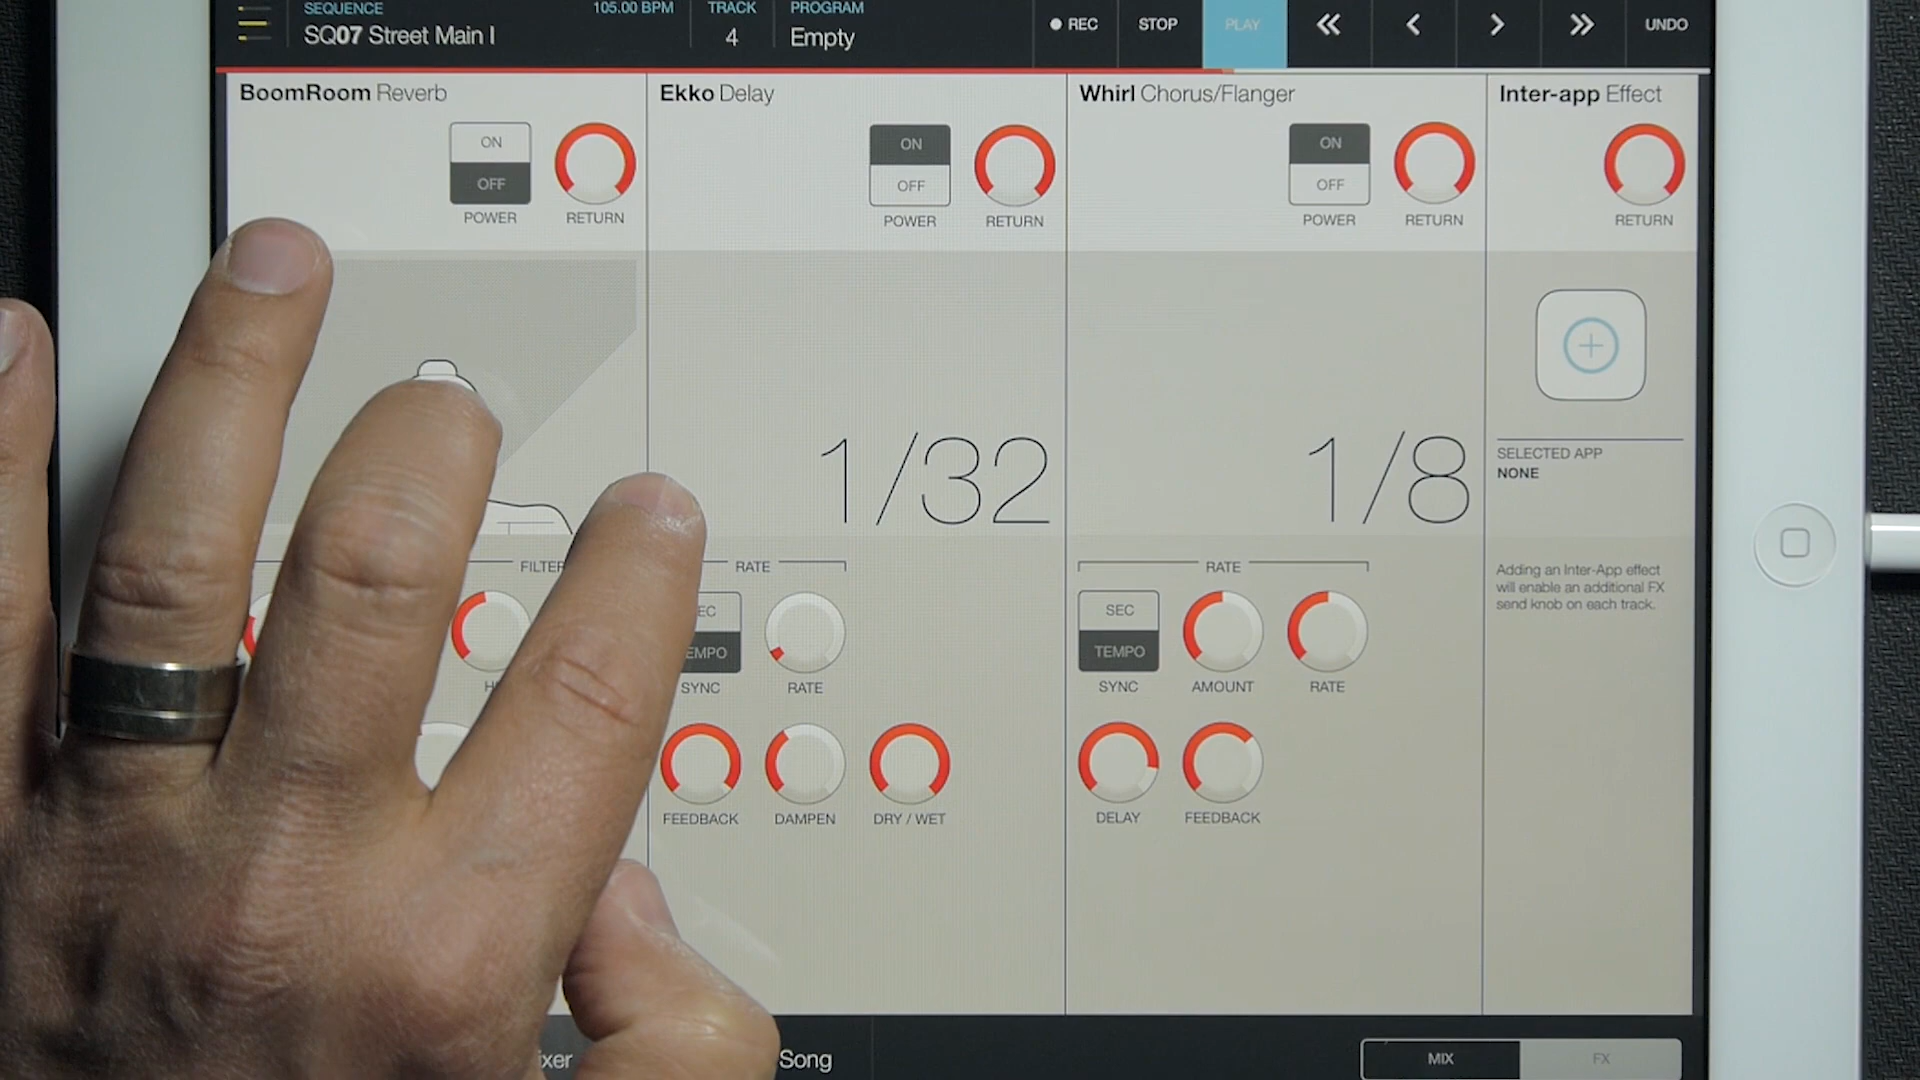 SEQUENCE 105.00 BPM TRACK PROGRAM
SQ07 Street Main I 4 Empty
REC STOP PLAY UNDO
BoomRoom Reverb
ON
OFF
POWER RETURN
FILTER
Ekko Delay
ON
OFF
POWER RETURN
1/32
RATE
EC
EMPO
SYNC RATE
FEEDBACK DAMPEN DRY / WET
Whirl Chorus/Flanger
ON
OFF
POWER RETURN
1/8
RATE
SEC
TEMPO
SYNC AMOUNT RATE
DELAY FEEDBACK
Inter-app Effect
RETURN
SELECTED APP
NONE
Adding an Inter-App effect
will enable an additional FX
send knob on each track.
ixer Song MIX FX